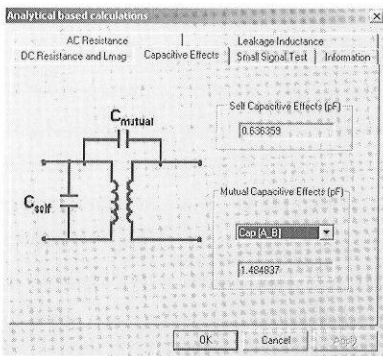 Analytical based calculations
AC Resistance
Leakage Inductance
DC Resistance and Lmag
Capacitive Effects
Small Signal Test
Information
Self Capacitive Effects (pF)
0.636359
Cmutual
Cself
Mutual Capacitive Effects (pF)
Cap [A_B]
1.484837
OK
Cancel
Apply